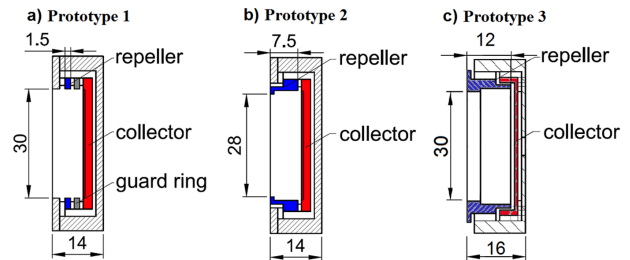 a) Prototype 1
1.5
repeller
30
collector
guard ring
14
b) Prototype 2
7.5
repeller
28
collector
14
c) Prototype 3
12
repeller
30
collector
16